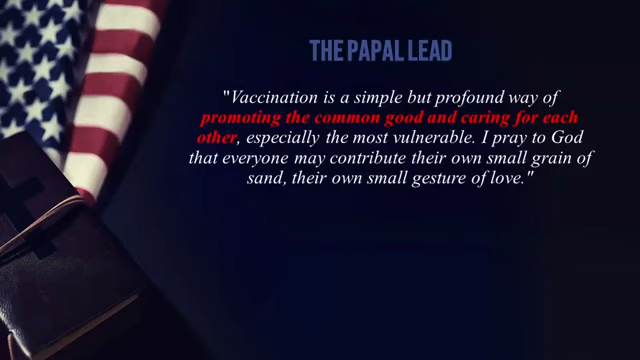 THE PAPAL LEAD
"Vaccination is a simple but profound way of
promoting the common good and caring for each
other, especially the most vulnerable. I pray to God
that everyone may contribute their own small grain of
sand, their own small gesture of love."